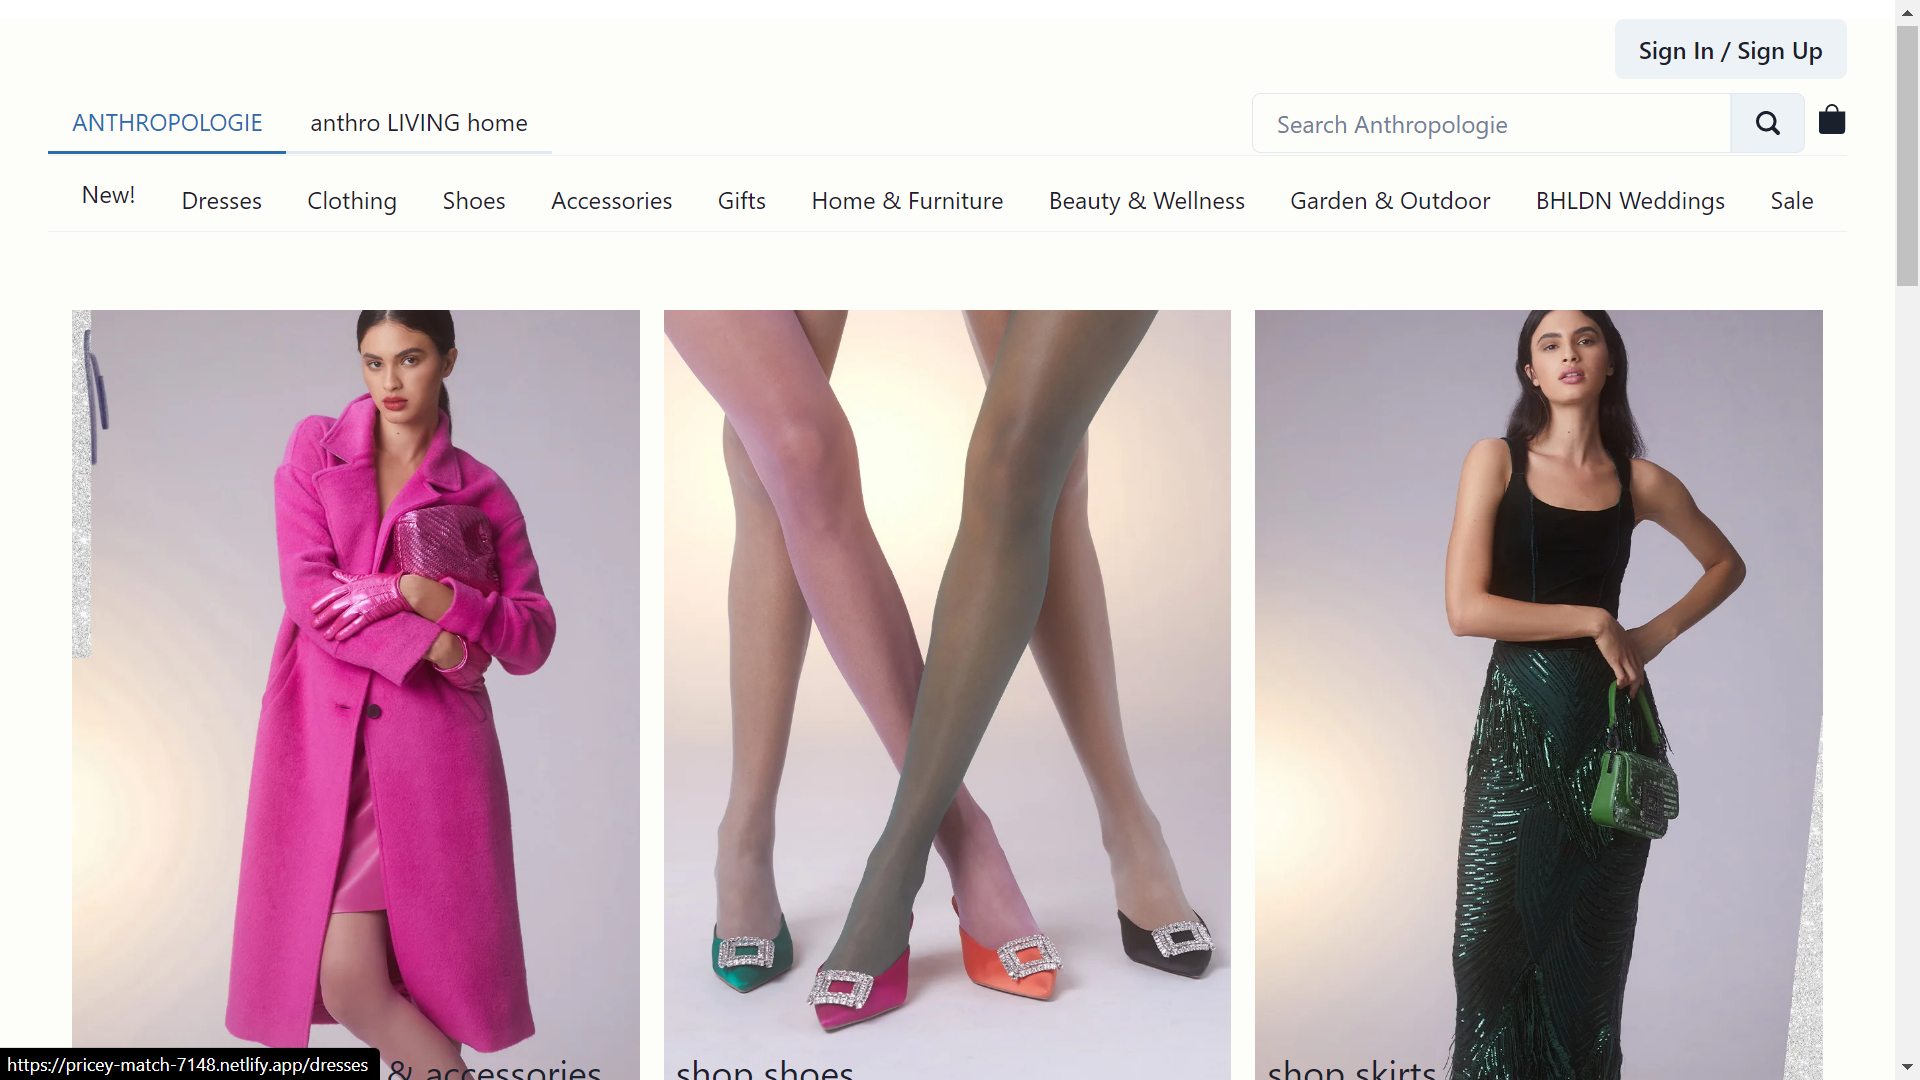 Sign In / Sign Up
ANTHROPOLOGIE anthro LIVING home
Search Anthropologie
New! Dresses Clothing Shoes Accessories Gifts Home & Furniture Beauty & Wellness Garden & Outdoor BHLDN Weddings Sale
& accessories shop shoes shop skirts
https://pricey-match-7148.netlify.app/dresses